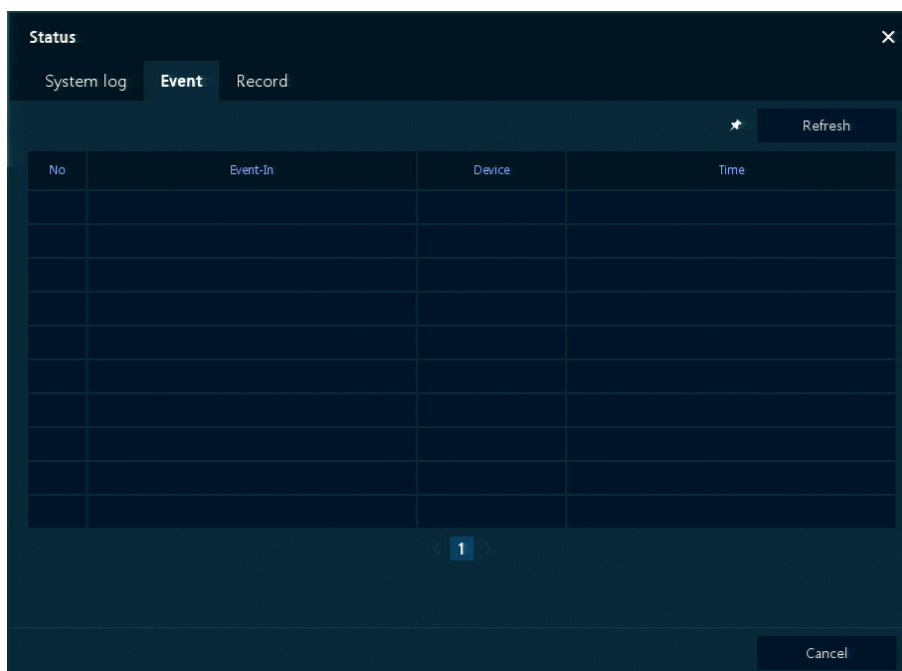 Status
System log Event Record
Refresh
No Event-In Device Time
1
Cancel